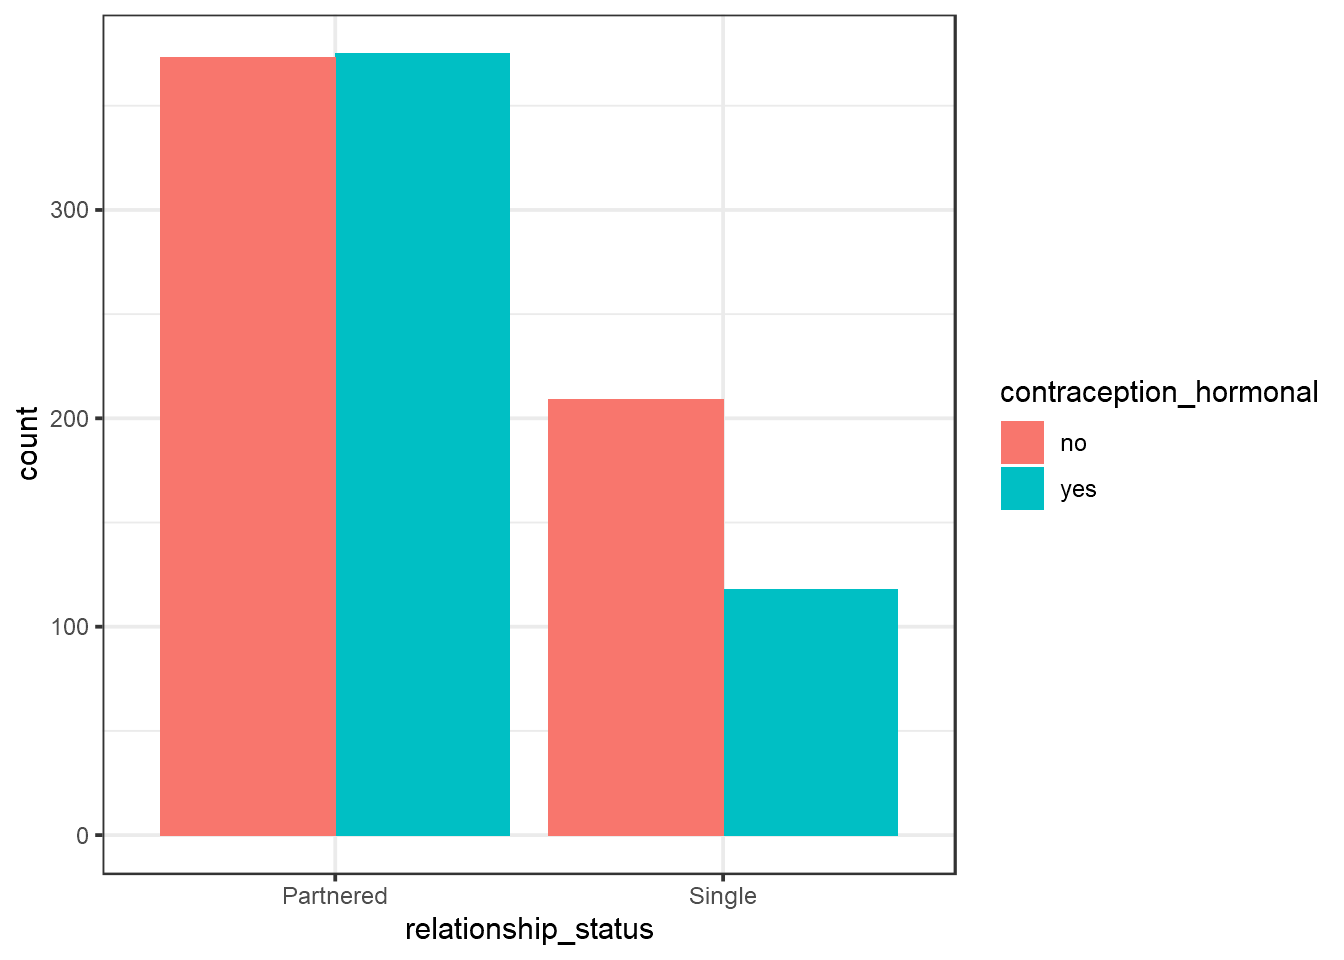 count
300
200
100
0
Partnered
Single
relationship_status
contraception_hormonal
no
yes